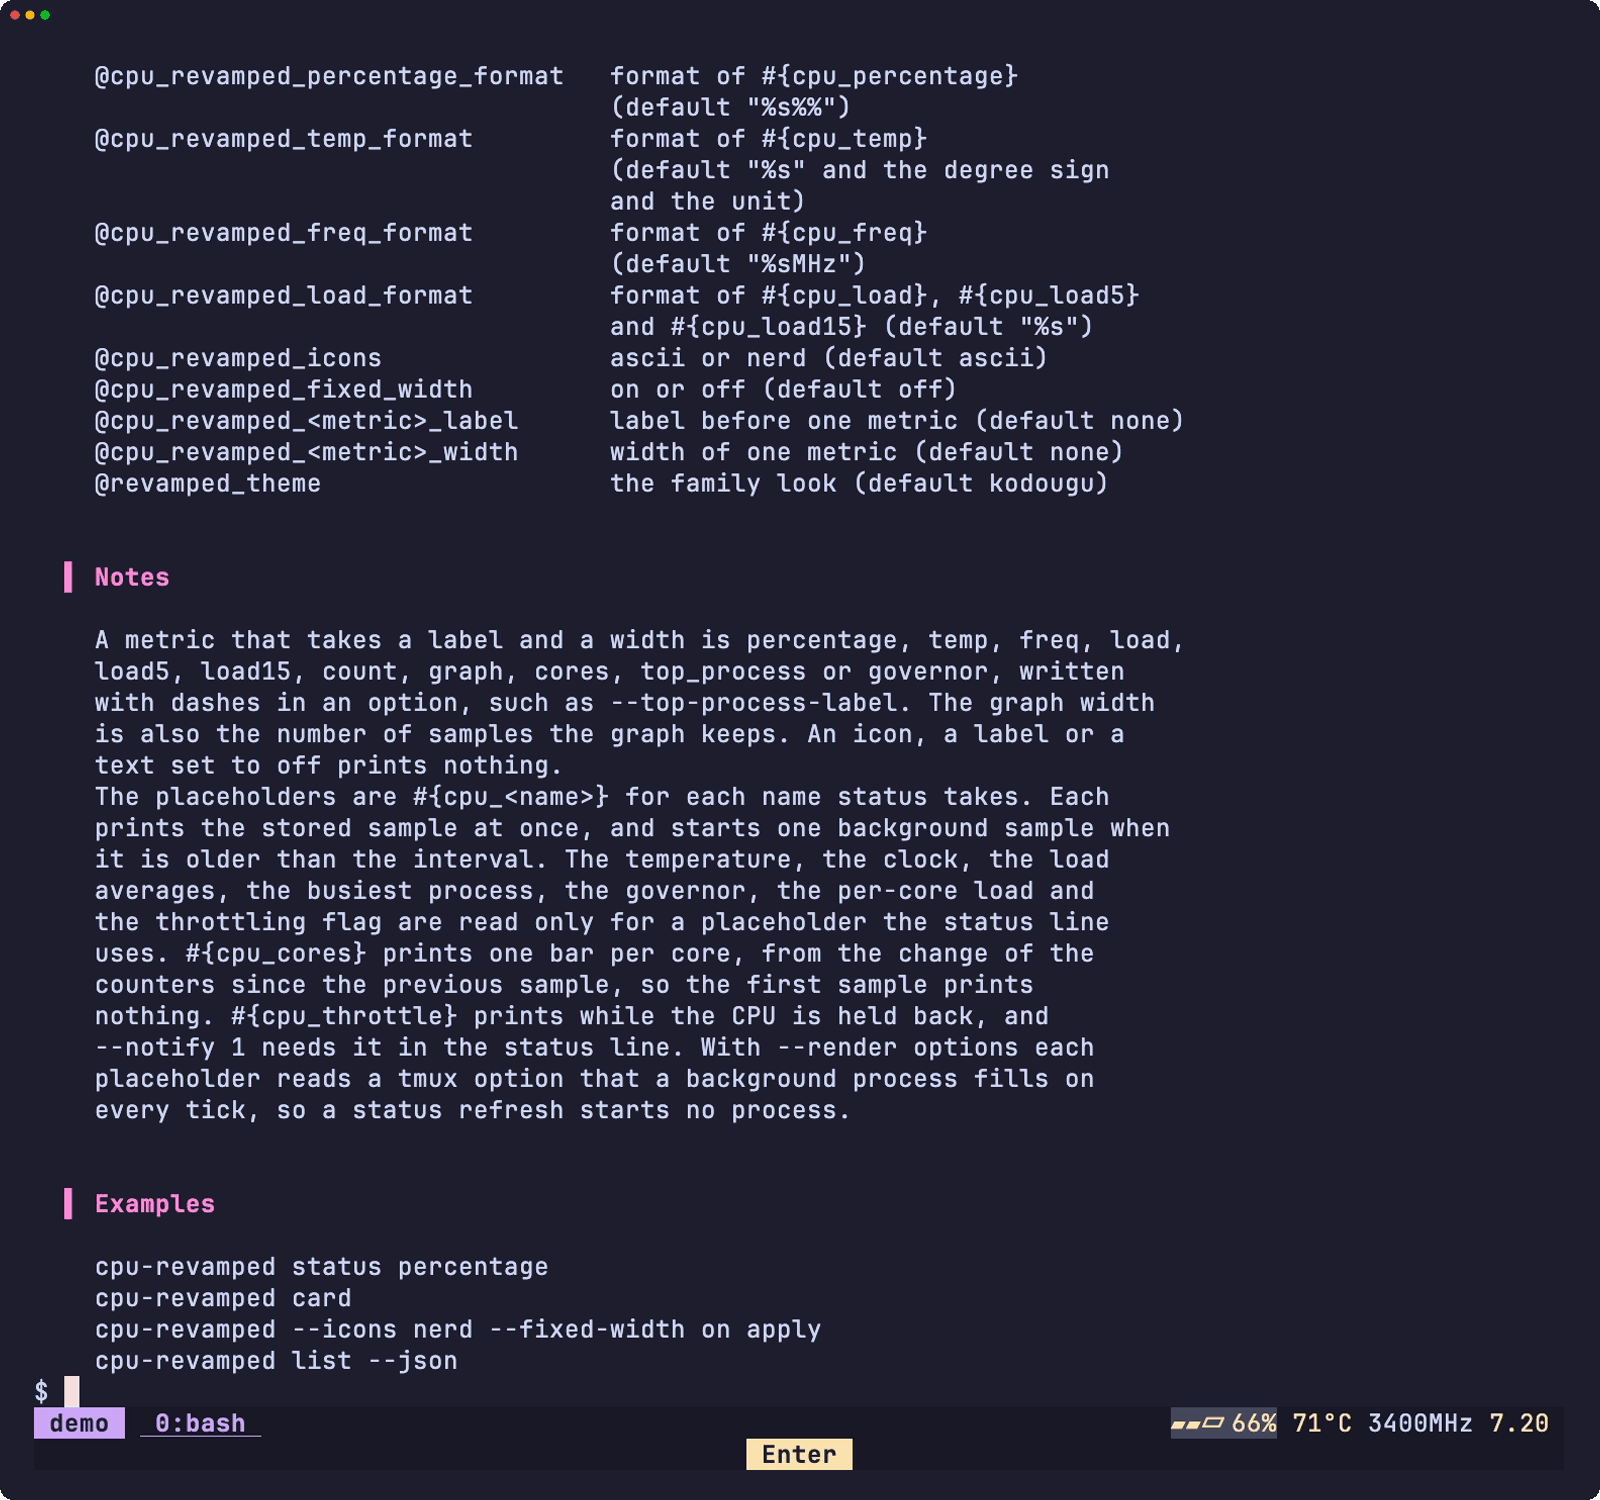 @cpu_revamped_percentage_format   format of #{cpu_percentage}
(default "%s%%")
@cpu_revamped_temp_format         format of #{cpu_temp}
(default "%s" and the degree sign
and the unit)
@cpu_revamped_freq_format         format of #{cpu_freq}
(default "%sMHz")
@cpu_revamped_load_format         format of #{cpu_load}, #{cpu_load5}
and #{cpu_load15} (default "%s")
@cpu_revamped_icons               ascii or nerd (default ascii)
@cpu_revamped_fixed_width         on or off (default off)
@cpu_revamped_<metric>_label      label before one metric (default none)
@cpu_revamped_<metric>_width      width of one metric (default none)
@revamped_theme                   the family look (default kodougu)
Notes
A metric that takes a label and a width is percentage, temp, freq, load,
load5, load15, count, graph, cores, top_process or governor, written
with dashes in an option, such as --top-process-label. The graph width
is also the number of samples the graph keeps. An icon, a label or a
text set to off prints nothing.
The placeholders are #{cpu_<name>} for each name status takes. Each
prints the stored sample at once, and starts one background sample when
it is older than the interval. The temperature, the clock, the load
averages, the busiest process, the governor, the per-core load and
the throttling flag are read only for a placeholder the status line
uses. #{cpu_cores} prints one bar per core, from the change of the
counters since the previous sample, so the first sample prints
nothing. #{cpu_throttle} prints while the CPU is held back, and
--notify 1 needs it in the status line. With --render options each
placeholder reads a tmux option that a background process fills on
every tick, so a status refresh starts no process.
Examples
cpu-revamped status percentage
cpu-revamped card
cpu-revamped --icons nerd --fixed-width on apply
cpu-revamped list --json
$
demo  0:bash  ▰▰▱ 66% 71°C 3400MHz 7.20
Enter